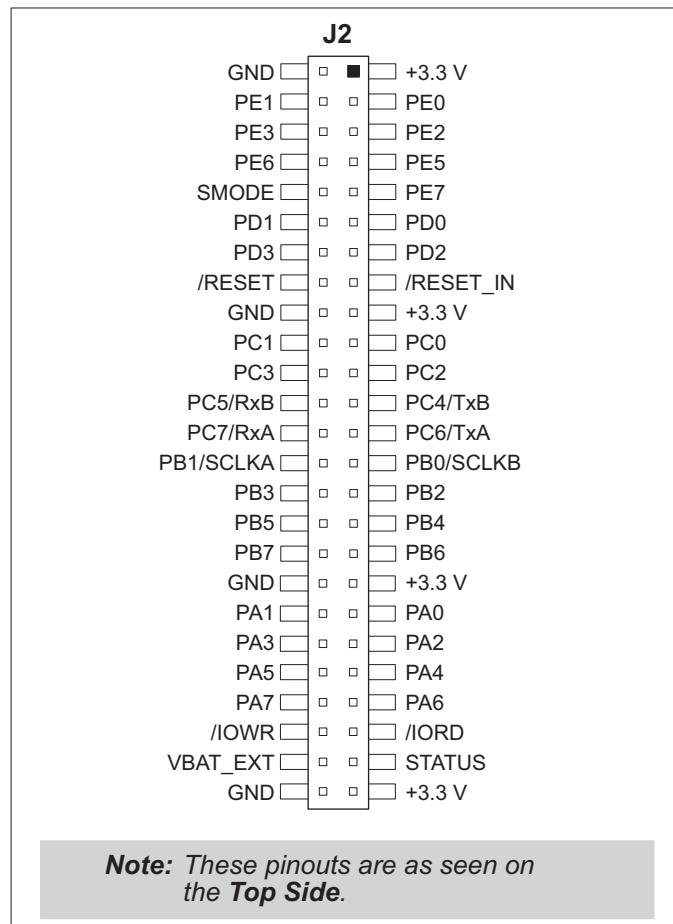 J2
GND +3.3 V
PE1 PE0
PE3 PE2
PE6 PE5
SMODE PE7
PD1 PD0
PD3 PD2
/RESET /RESET_IN
GND +3.3 V
PC1 PC0
PC3 PC2
PC5/RxB PC4/TxB
PC7/RxA PC6/TxA
PB1/SCLKA PB0/SCLKB
PB3 PB2
PB5 PB4
PB7 PB6
GND +3.3 V
PA1 PA0
PA3 PA2
PA5 PA4
PA7 PA6
/IOWR /IORD
VBAT_EXT STATUS
GND +3.3 V
Note: These pinouts are as seen on
the Top Side.